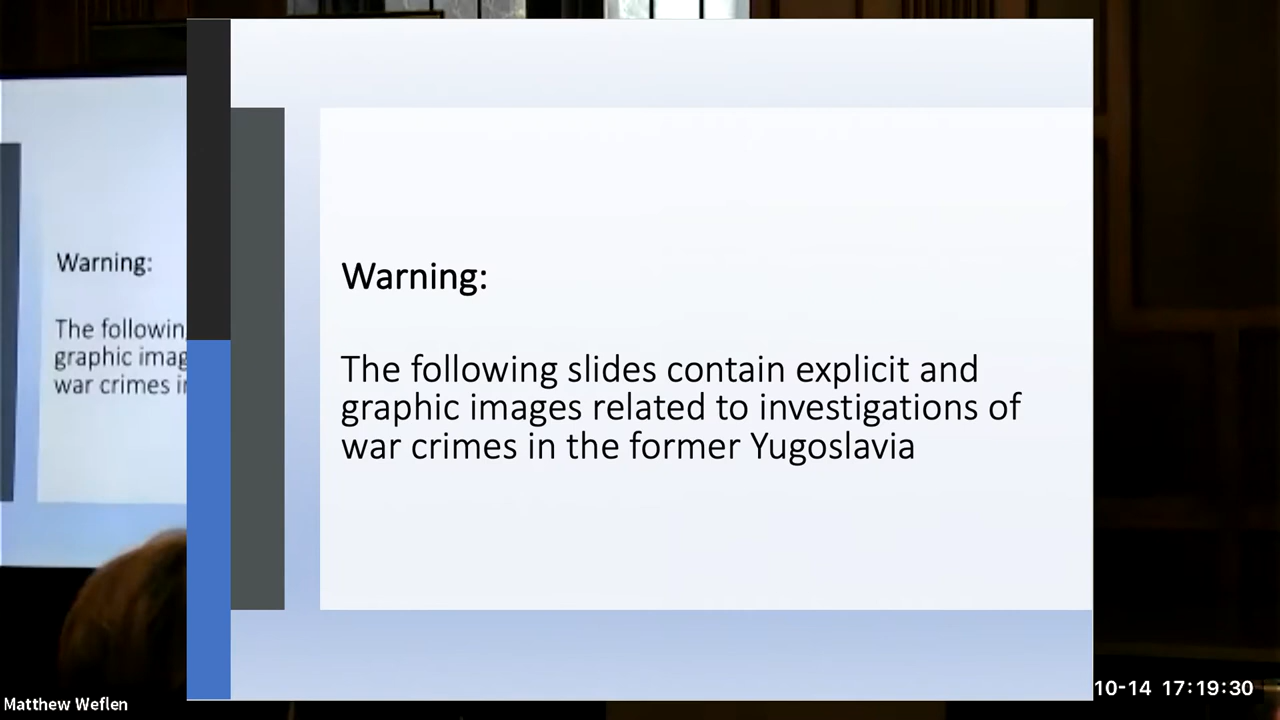 Warning:
The following slides contain explicit and
graphic images related to investigations of
war crimes in the former Yugoslavia
Warning:
The followin
graphic imag
war crimes i
10-14 17:19:30
Matthew Weflen